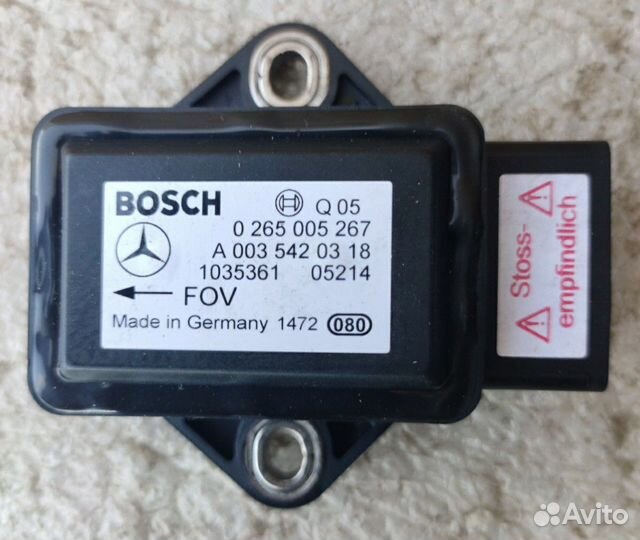 BOSCH Q 05
0 265 005 267
A 003 542 03 18
1035361 05214
← FOV
Made in Germany 1472 080
Stoss-
empfindlich
Avito